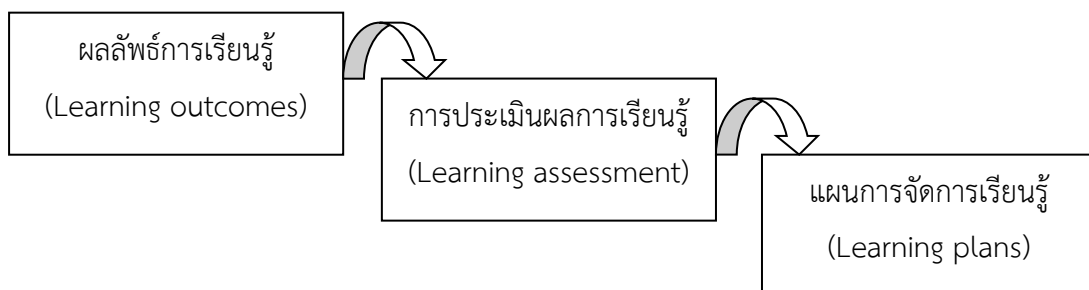 ผลลัพธ์การเรียนรู้
(Learning outcomes)
การประเมินผลการเรียนรู้
(Learning assessment)
แผนการจัดการเรียนรู้
(Learning plans)